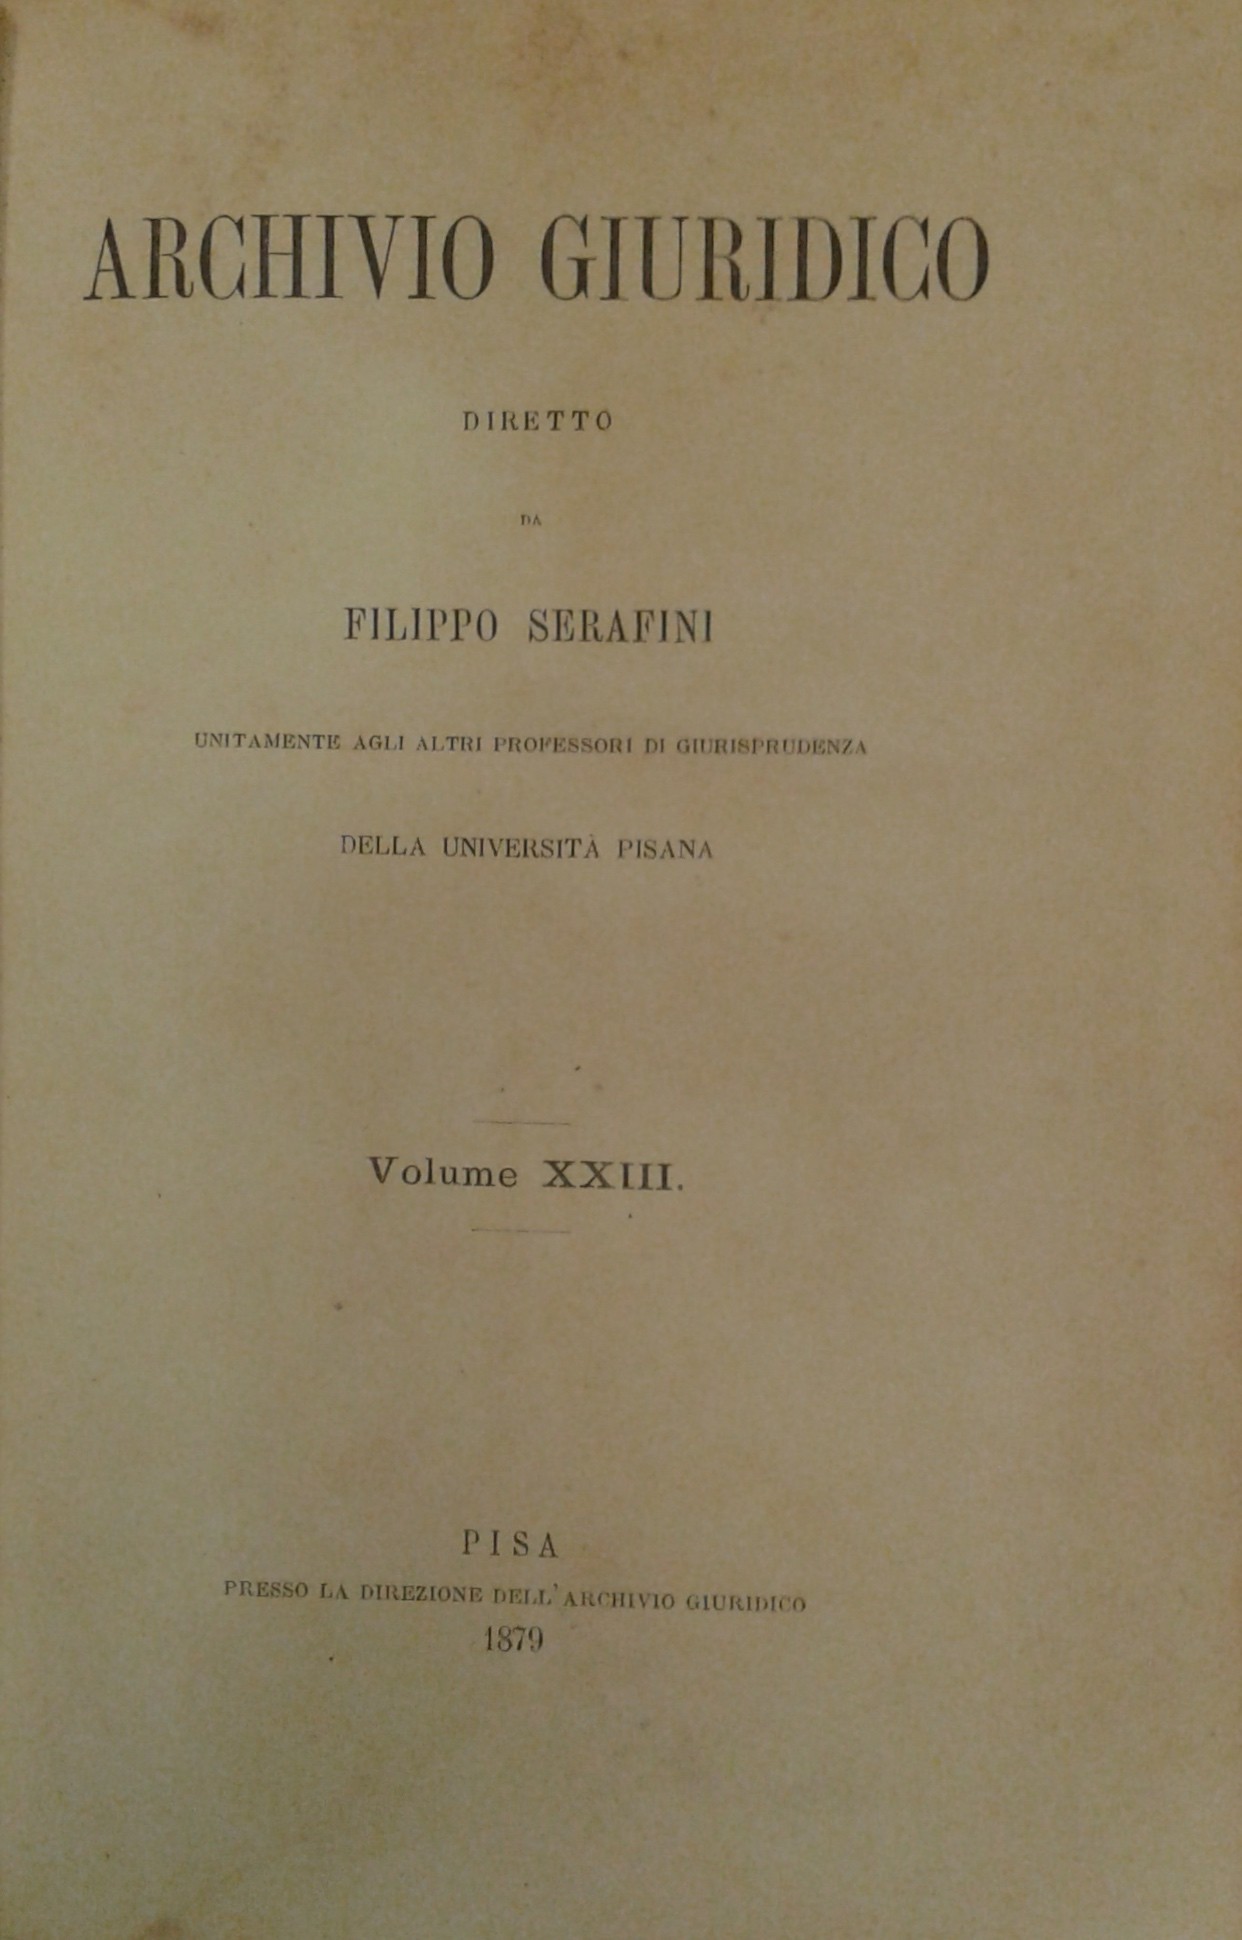 ARCHIVIO GIURIDICO
DIRETTO
DA
FILIPPO SERAFINI
UNITAMENTE AGLI ALTRI PROFESSORI DI GIURISPRUDENZA
DELLA UNIVERSITÀ PISANA
Volume XXIII.
PISA
PRESSO LA DIREZIONE DELL'ARCHIVIO GIURIDICO
1879